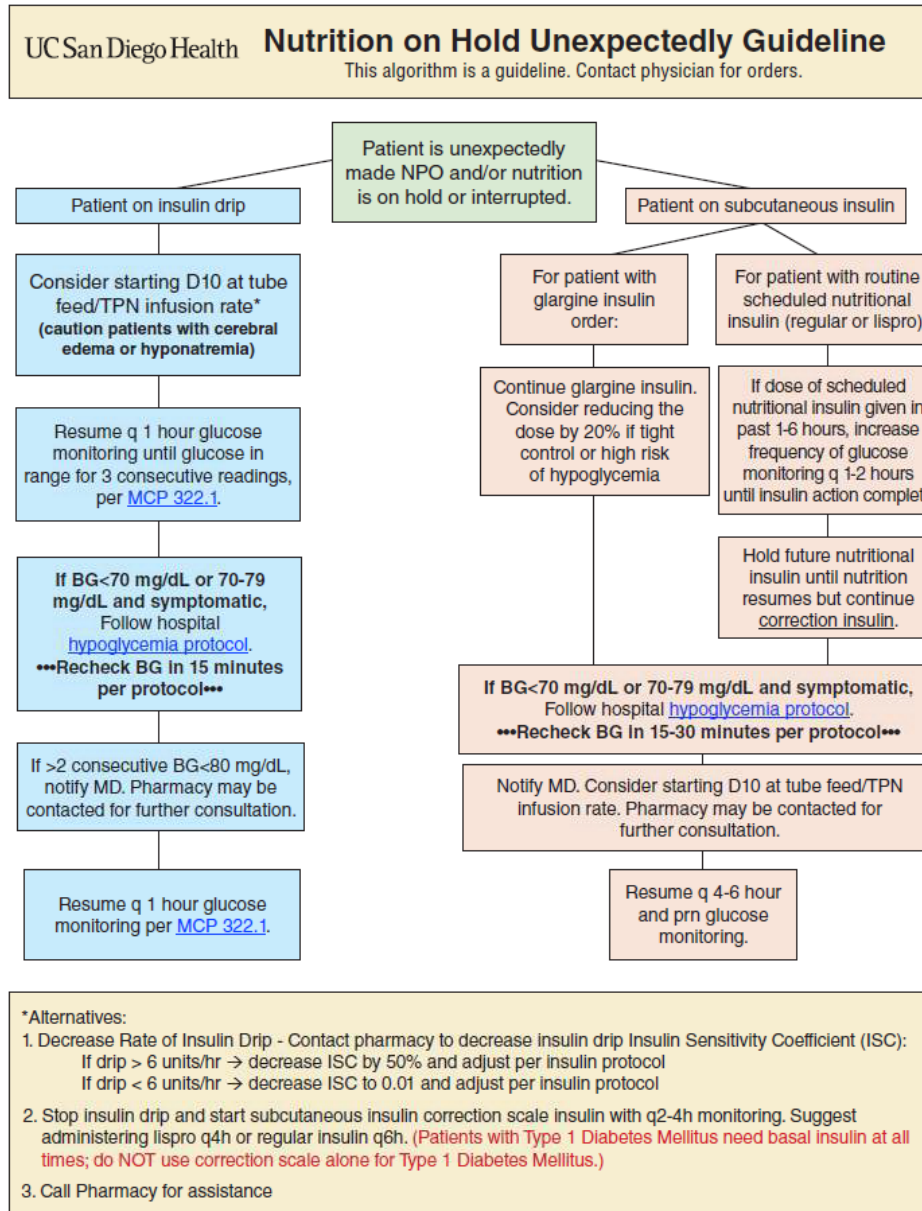 UC San Diego Health
Nutrition on Hold Unexpectedly Guideline
This algorithm is a guideline. Contact physician for orders.
Patient is unexpectedly
made NPO and/or nutrition
is on hold or interrupted.
Patient on insulin drip
Consider starting D10 at tube
feed/TPN infusion rate*
(caution patients with cerebral
edema or hyponatremia)
Resume q 1 hour glucose
monitoring until glucose in
range for 3 consecutive readings,
per MCP 322.1.
If BG<70 mg/dL or 70-79
mg/dL and symptomatic,
Follow hospital
hypoglycemia protocol.
•••Recheck BG in 15 minutes
per protocol•••
If >2 consecutive BG<80 mg/dL,
notify MD. Pharmacy may be
contacted for further consultation.
Resume q 1 hour glucose
monitoring per MCP 322.1.
Patient on subcutaneous insulin
For patient with
glargine insulin
order:
Continue glargine insulin.
Consider reducing the
dose by 20% if tight
control or high risk
of hypoglycemia
For patient with routine
scheduled nutritional
insulin (regular or lispro)
If dose of scheduled
nutritional insulin given in
past 1-6 hours, increase
frequency of glucose
monitoring q 1-2 hours
until insulin action complet
Hold future nutritional
insulin until nutrition
resumes but continue
correction insulin.
If BG<70 mg/dL or 70-79 mg/dL and symptomatic,
Follow hospital hypoglycemia protocol.
•••Recheck BG in 15-30 minutes per protocol•••
Notify MD. Consider starting D10 at tube feed/TPN
infusion rate. Pharmacy may be contacted for
further consultation.
Resume q 4-6 hour
and prn glucose
monitoring.
*Alternatives:
1. Decrease Rate of Insulin Drip - Contact pharmacy to decrease insulin drip Insulin Sensitivity Coefficient (ISC):
If drip > 6 units/hr → decrease ISC by 50% and adjust per insulin protocol
If drip < 6 units/hr → decrease ISC to 0.01 and adjust per insulin protocol
2. Stop insulin drip and start subcutaneous insulin correction scale insulin with q2-4h monitoring. Suggest
administering lispro q4h or regular insulin q6h. (Patients with Type 1 Diabetes Mellitus need basal insulin at all
times; do NOT use correction scale alone for Type 1 Diabetes Mellitus.)
3. Call Pharmacy for assistance